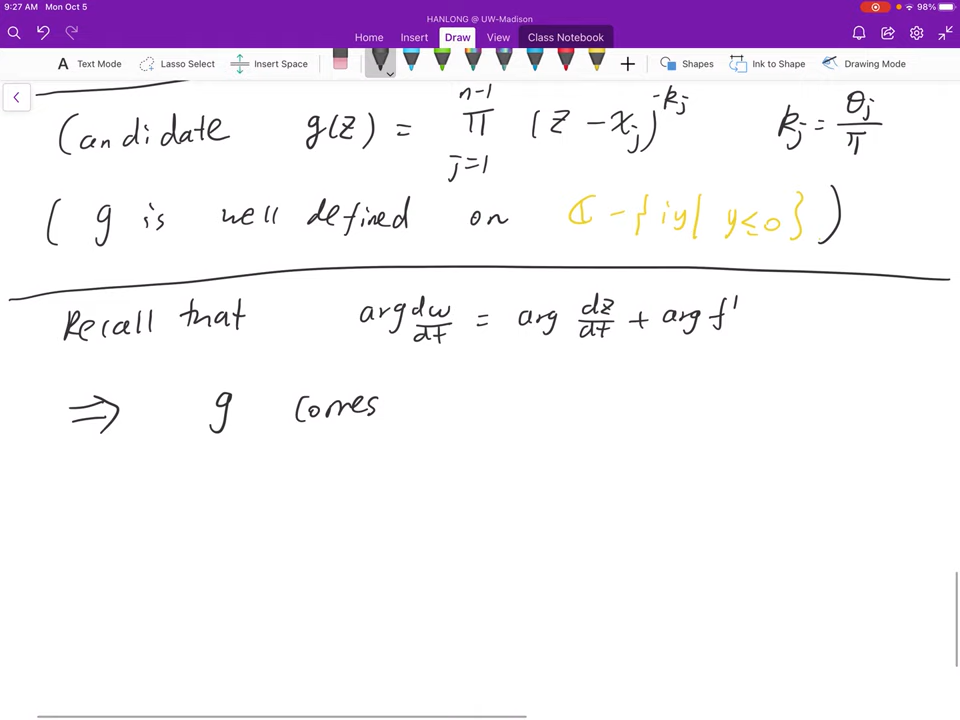 9:27 AM Mon Oct 5
98%
HANLONG @ UW-Madison
Home Insert Draw View Class Notebook
A Text Mode Lasso Select Insert Space + Shapes Ink to Shape Drawing Mode
Candidate g(z) = ∏_{j=1}^{n-1} (z - x_j)^{-k_j} k_j = θ_j/π
( g is well defined on ℂ - {iy| y≤0} )
Recall that arg dw/dt = arg dz/dt + arg f'
⇒ g comes